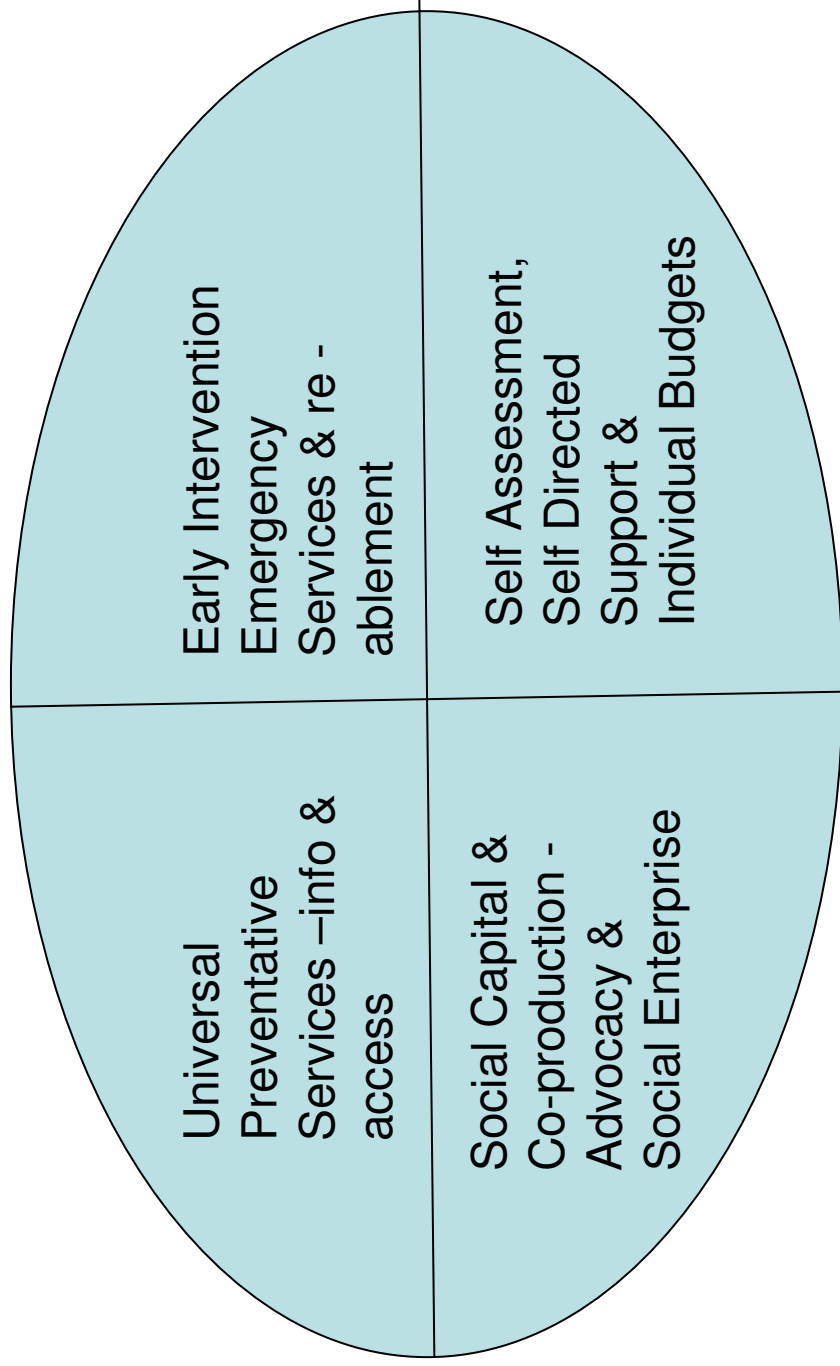 Universal
Preventative
Services –info &
access
Early Intervention
Emergency
Services & re -
ablement
Social Capital &
Co-production -
Advocacy &
Social Enterprise
Self Assessment,
Self Directed
Support &
Individual Budgets